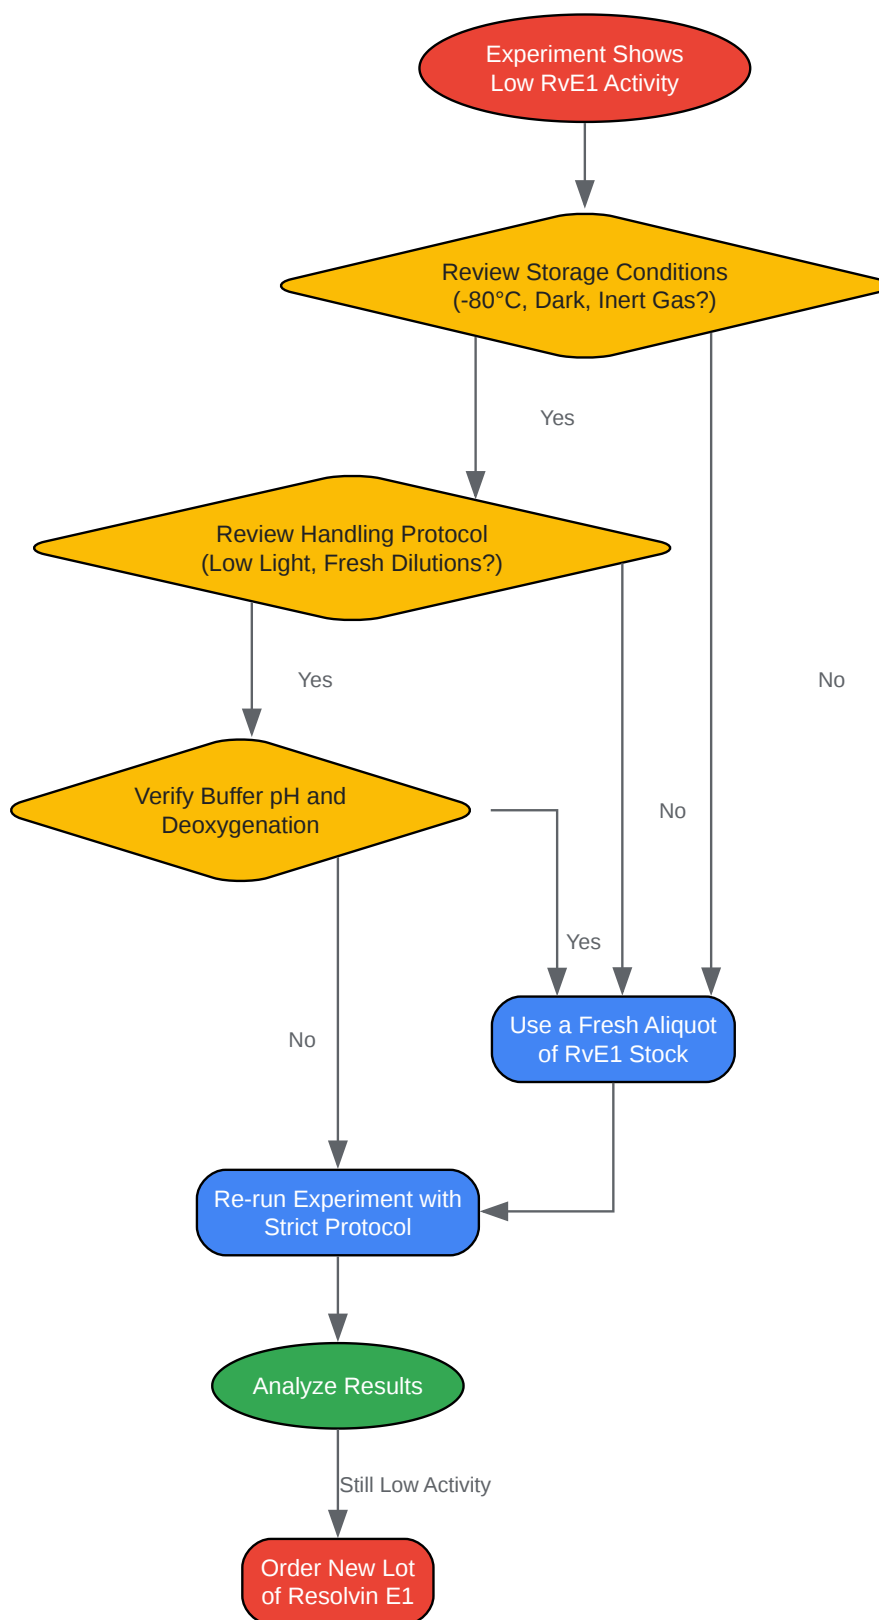 Experiment Shows
Low RvE1 Activity
Review Storage Conditions
(-80°C, Dark, Inert Gas?)
Yes
Review Handling Protocol
(Low Light, Fresh Dilutions?)
Yes
No
Verify Buffer pH and
Deoxygenation
No
Yes
Use a Fresh Aliquot
of RvE1 Stock
No
Re-run Experiment with
Strict Protocol
Analyze Results
Still Low Activity
Order New Lot
of Resolvin E1